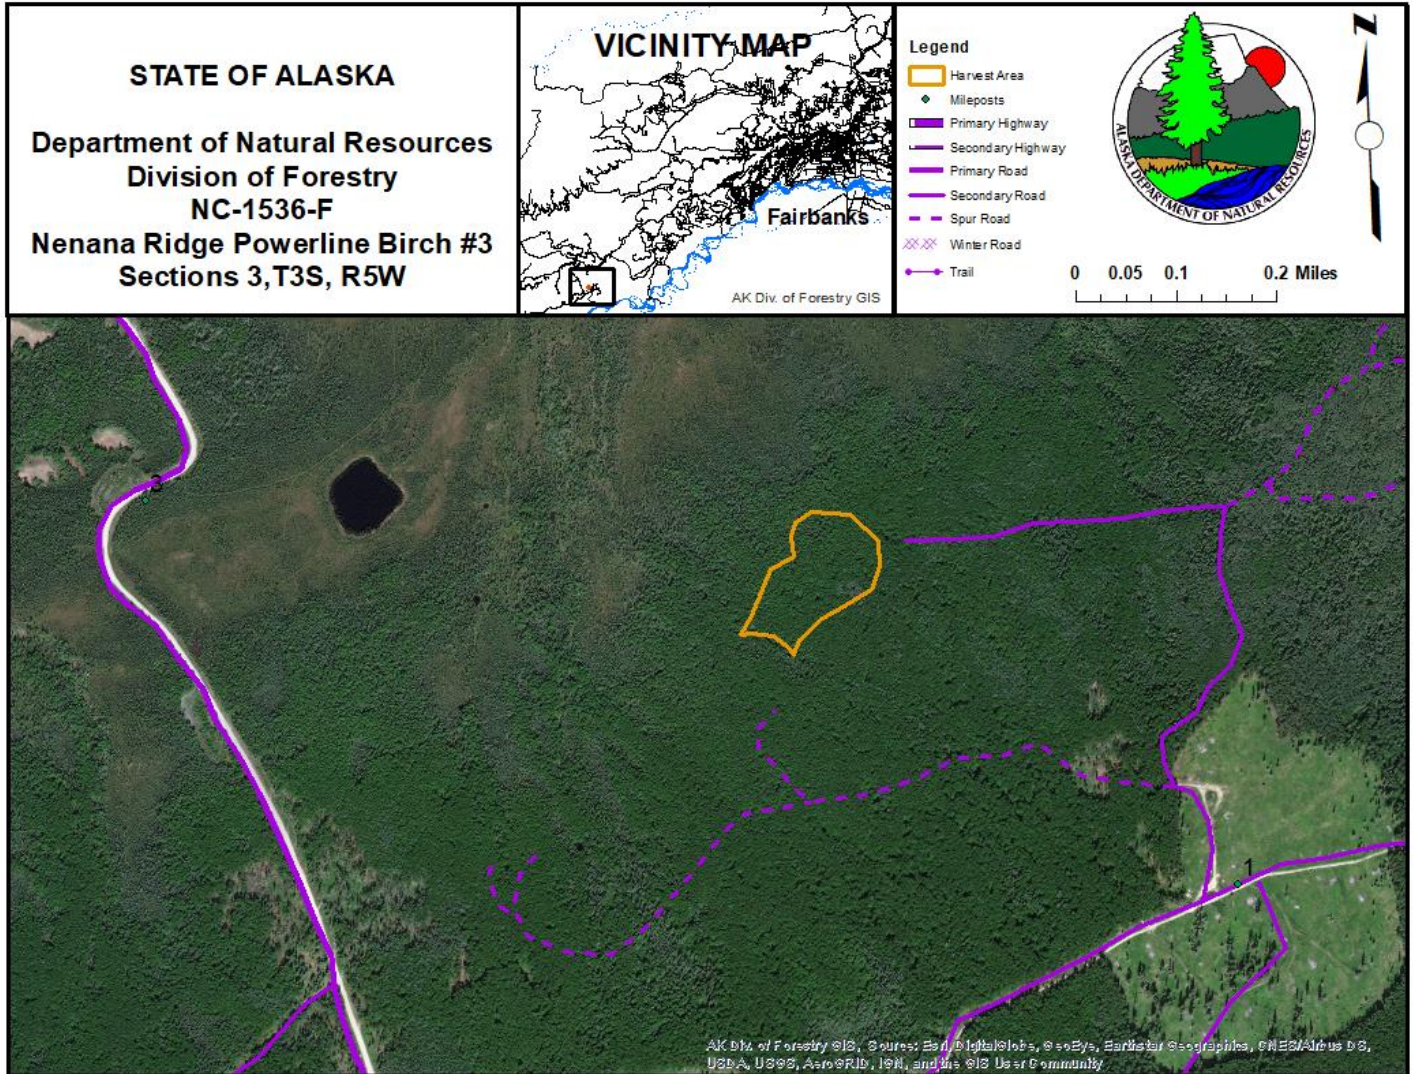 STATE OF ALASKA
Department of Natural Resources
Division of Forestry
NC-1536-F
Nenana Ridge Powerline Birch #3
Sections 3,T3S, R5W
VICINITY MAP
Fairbanks
AK Div. of Forestry GIS
Legend
Harvest Area
Mileposts
Primary Highway
Secondary Highway
Primary Road
Secondary Road
Spur Road
Winter Road
Trail
ALASKA DEPARTMENT OF NATURAL RESOURCES
N
0 0.05 0.1 0.2 Miles
3
1
AK Div. of Forestry GIS, Source: Esri, DigitalGlobe, GeoEye, Earthstar Geographics, CNES/Airbus DS,
USDA, USGS, AeroGRID, IGN, and the GIS User Community